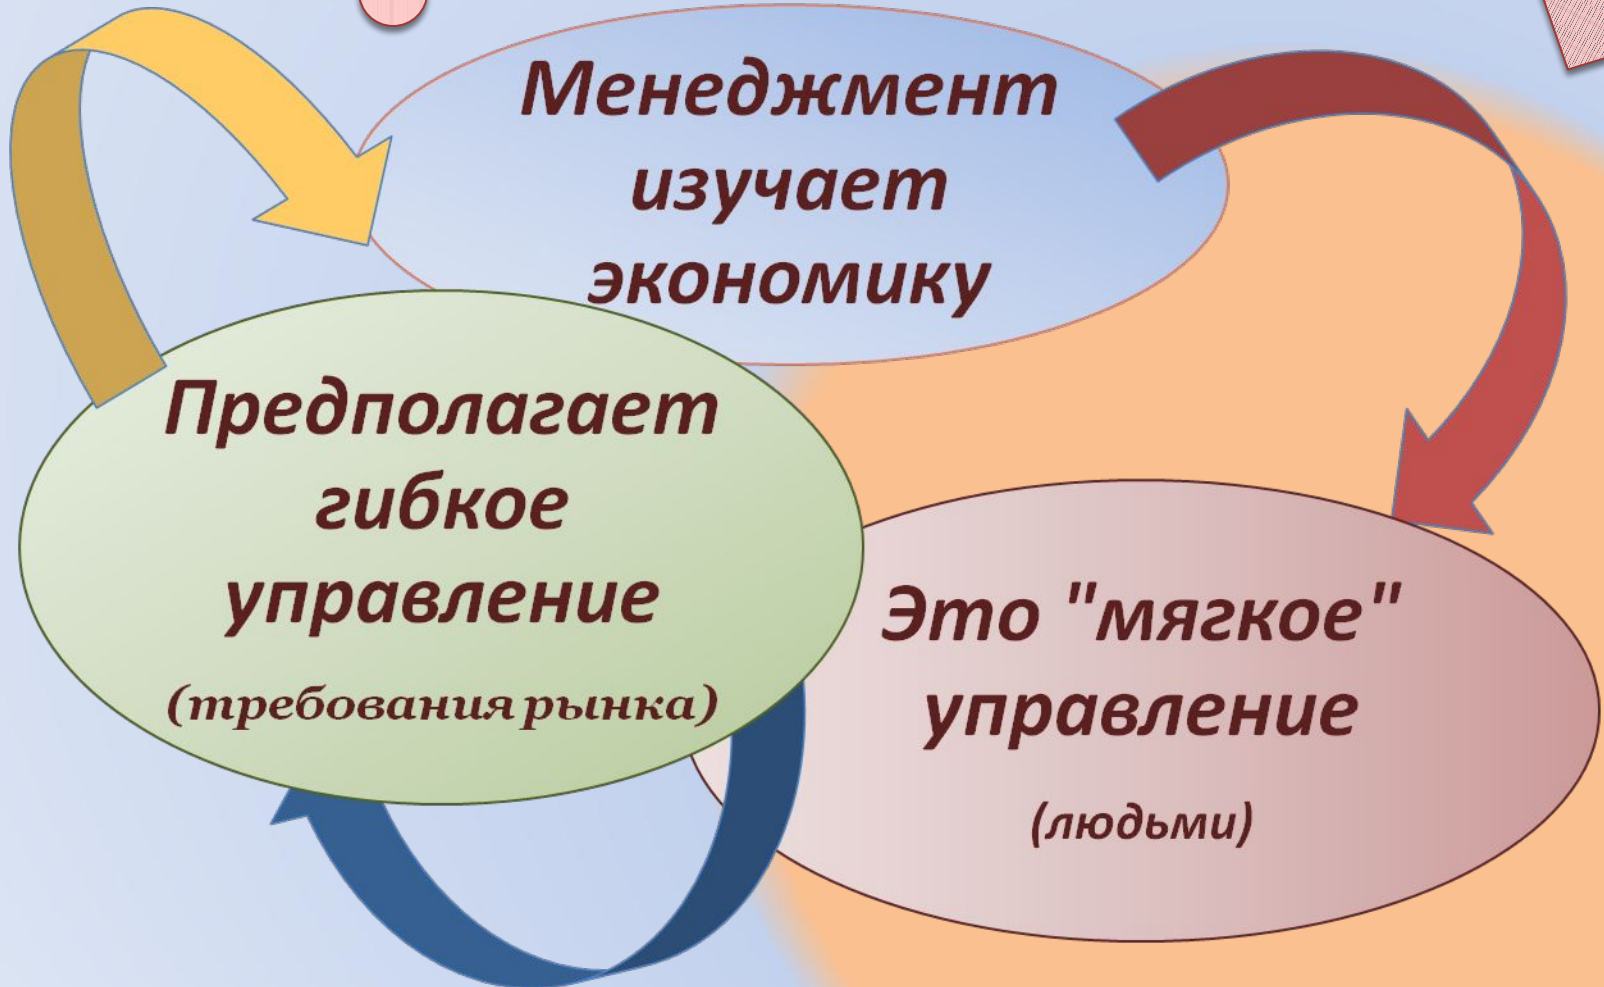 Менеджмент
изучает
экономику
Предполагает
гибкое
управление
(требования рынка)
Это "мягкое"
управление
(людьми)